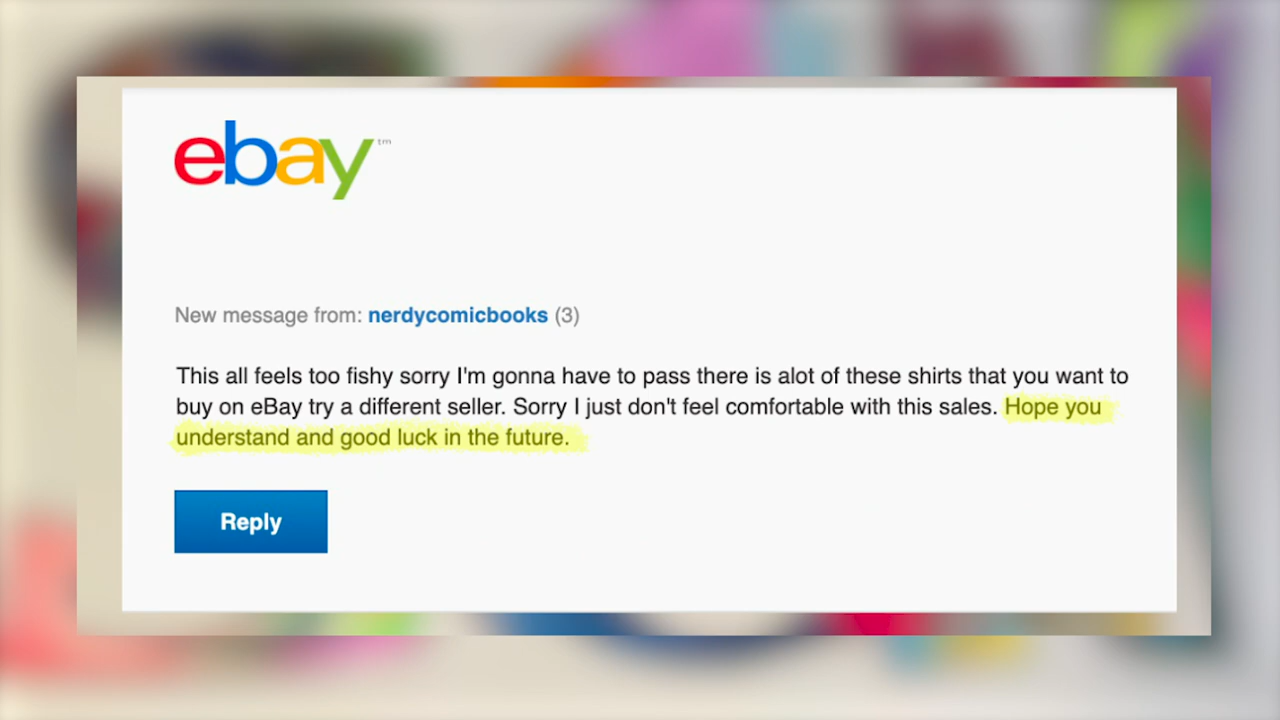 ebay™
New message from: nerdycomicbooks (3)
This all feels too fishy sorry I'm gonna have to pass there is alot of these shirts that you want to
buy on eBay try a different seller. Sorry I just don't feel comfortable with this sales. Hope you
understand and good luck in the future.
Reply